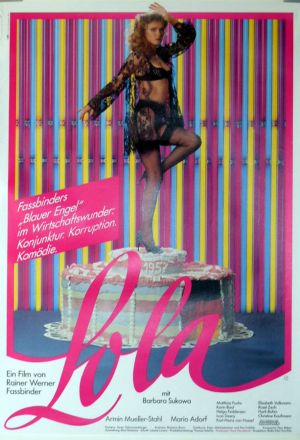 Fassbinders
„Blauer Engel"
im Wirtschaftswunder:
Konjunktur. Korruption.
Komödie.
1957
Lola
Ein Film von
Rainer Werner
Fassbinder
mit
Barbara Sukowa
Armin Mueller-Stahl Mario Adorf
Matthias Fuchs
Karin Baal
Helga Feddersen
Ivan Desny
Karl-Heinz von Hassel
Elisabeth Volkmann
Rosel Zech
Hark Bohm
Christine Kaufmann